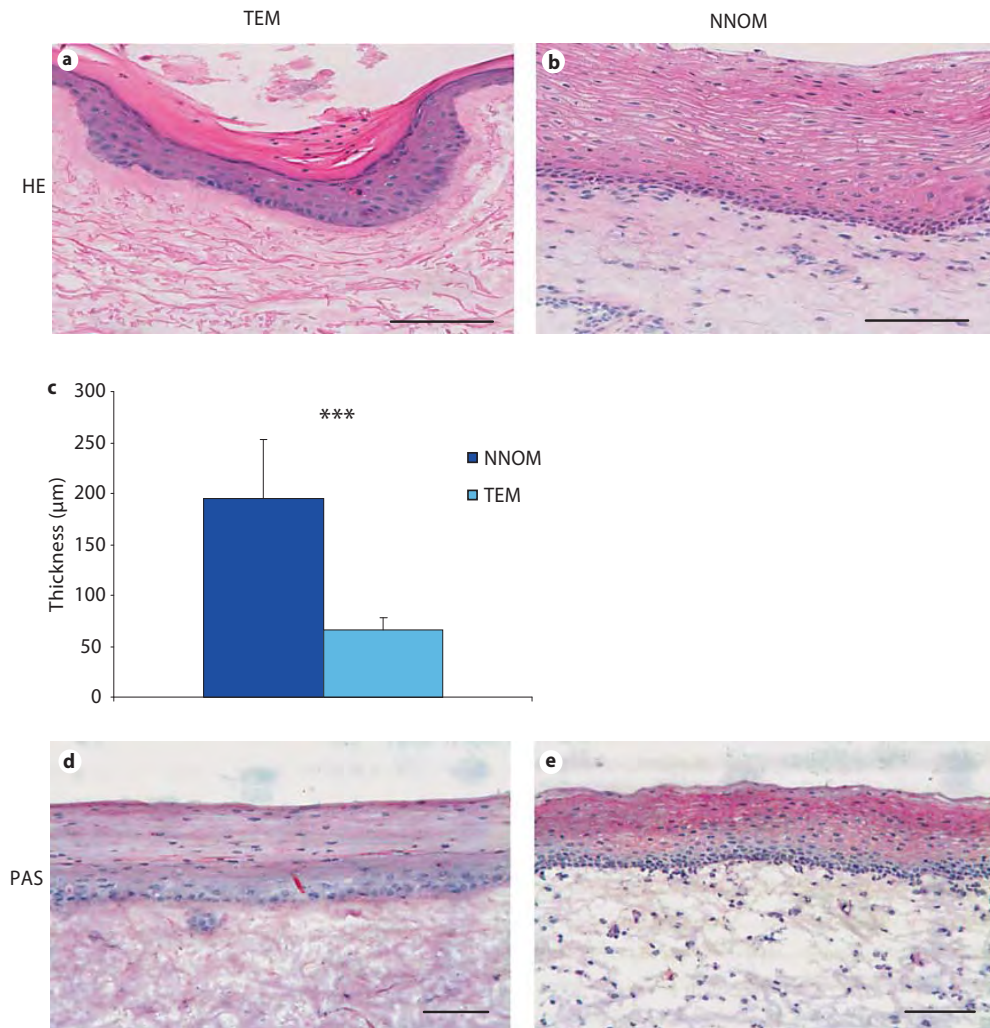 TEM
NNOM
a
b
HE
c
300
250
200
150
100
50
0
Thickness (µm)
***
NNOM
TEM
d
e
PAS